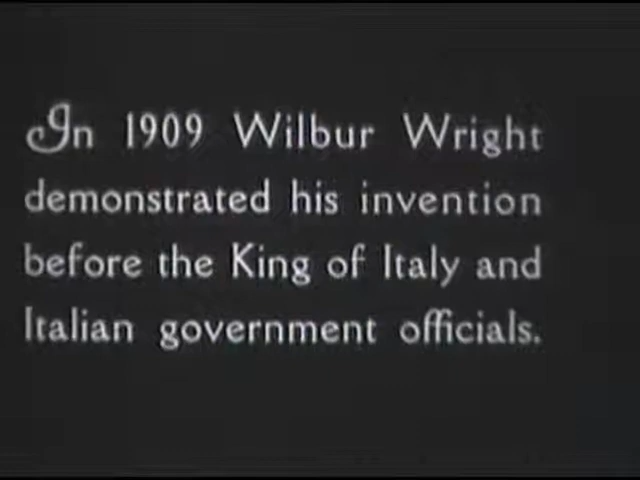 In 1909 Wilbur Wright
demonstrated his invention
before the King of Italy and
Italian government officials.